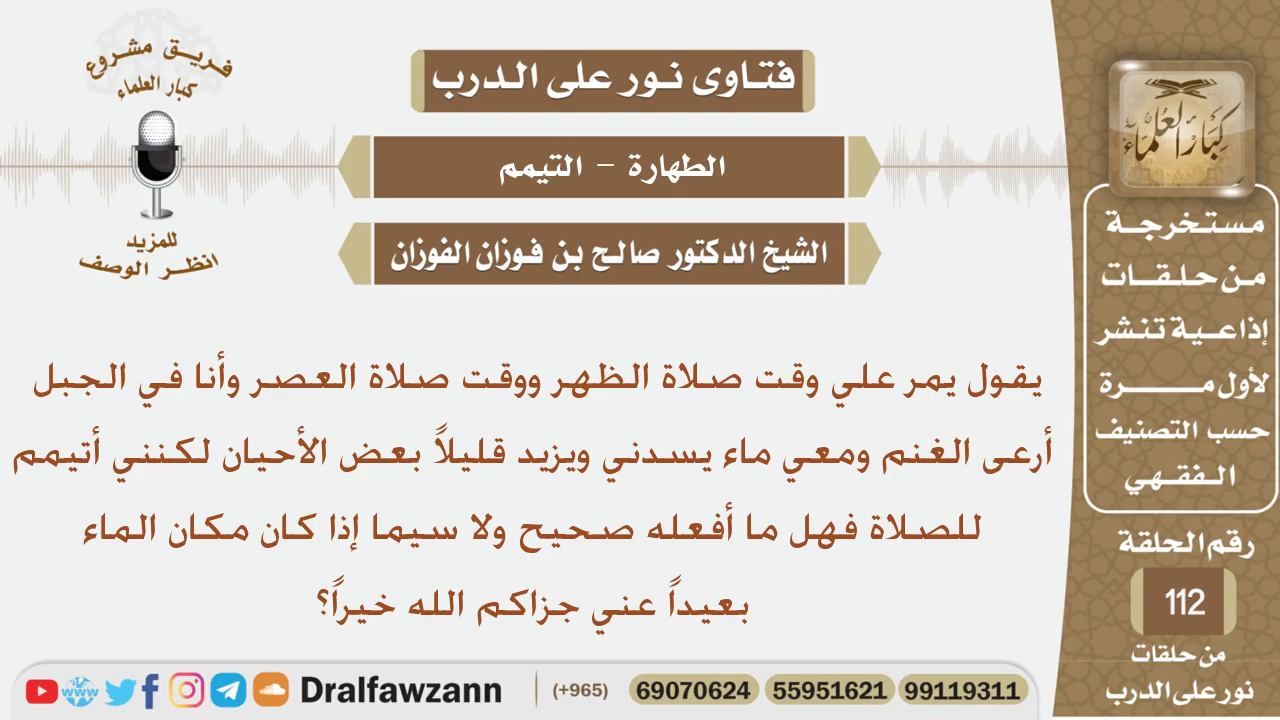 فريق مشروع
كبار العلماء
للمزيد
انظر الوصف
فتاوى نور على الدرب
الطهارة - التيمم
الشيخ الدكتور صالح بن فوزان الفوزان
يقول يمر علي وقت صلاة الظهر ووقت صلاة العصر وأنا في الجبل
أرعى الغنم ومعي ماء يسدني ويزيد قليلاً بعض الأحيان لكنني أتيمم
للصلاة فهل ما أفعله صحيح ولا سيما إذا كان مكان الماء
بعيداً عني جزاكم الله خيراً؟
كبار العلماء
مستخرجة
من حلقات
إذاعية تنشر
لأول مرة
حسب التصنيف
الفقهي
رقم الحلقة
112
من حلقات
نور على الدرب
www Dralfawzann (+965) 69070624 55951621 99119311